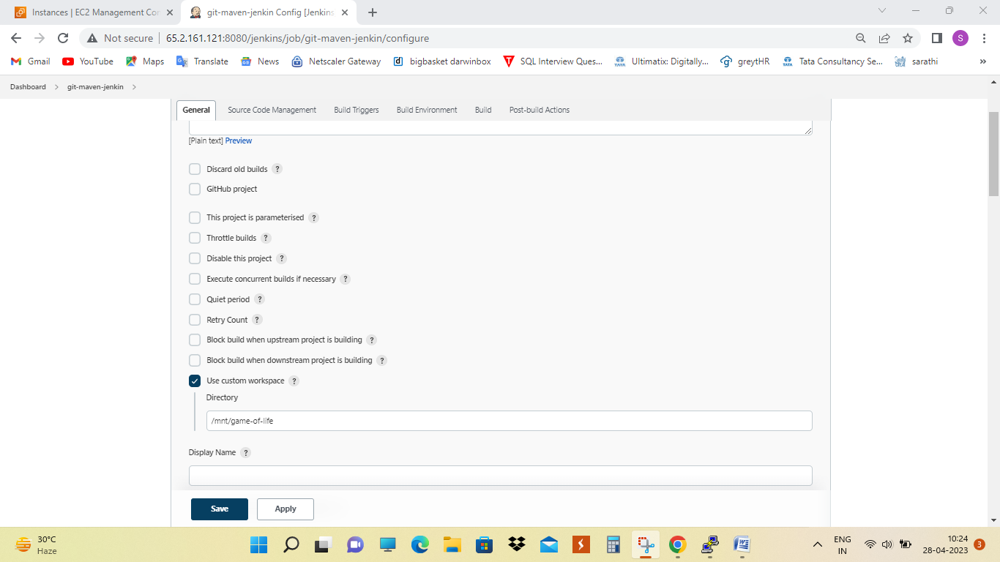 Instances | EC2 Management Con
git-maven-jenkin Config [Jenkins
Not secure
65.2.161.121:8080/jenkins/job/git-maven-jenkin/configure
S
Gmail
YouTube
Maps
Translate
News
Netscaler Gateway
bigbasket darwinbox
SQL Interview Ques...
Ultimatix: Digitally...
greytHR
Tata Consultancy Se...
sarathi
»
Dashboard
git-maven-jenkin
General
Source Code Management
Build Triggers
Build Environment
Build
Post-build Actions
[Plain text] Preview
Discard old builds ?
GitHub project
This project is parameterised ?
Throttle builds ?
Disable this project ?
Execute concurrent builds if necessary ?
Quiet period ?
Retry Count ?
Block build when upstream project is building ?
Block build when downstream project is building ?
Use custom workspace ?
Directory
/mnt/game-of-life
Display Name ?
Save
Apply
30°C
Haze
ENG
IN
10:24
28-04-2023
3